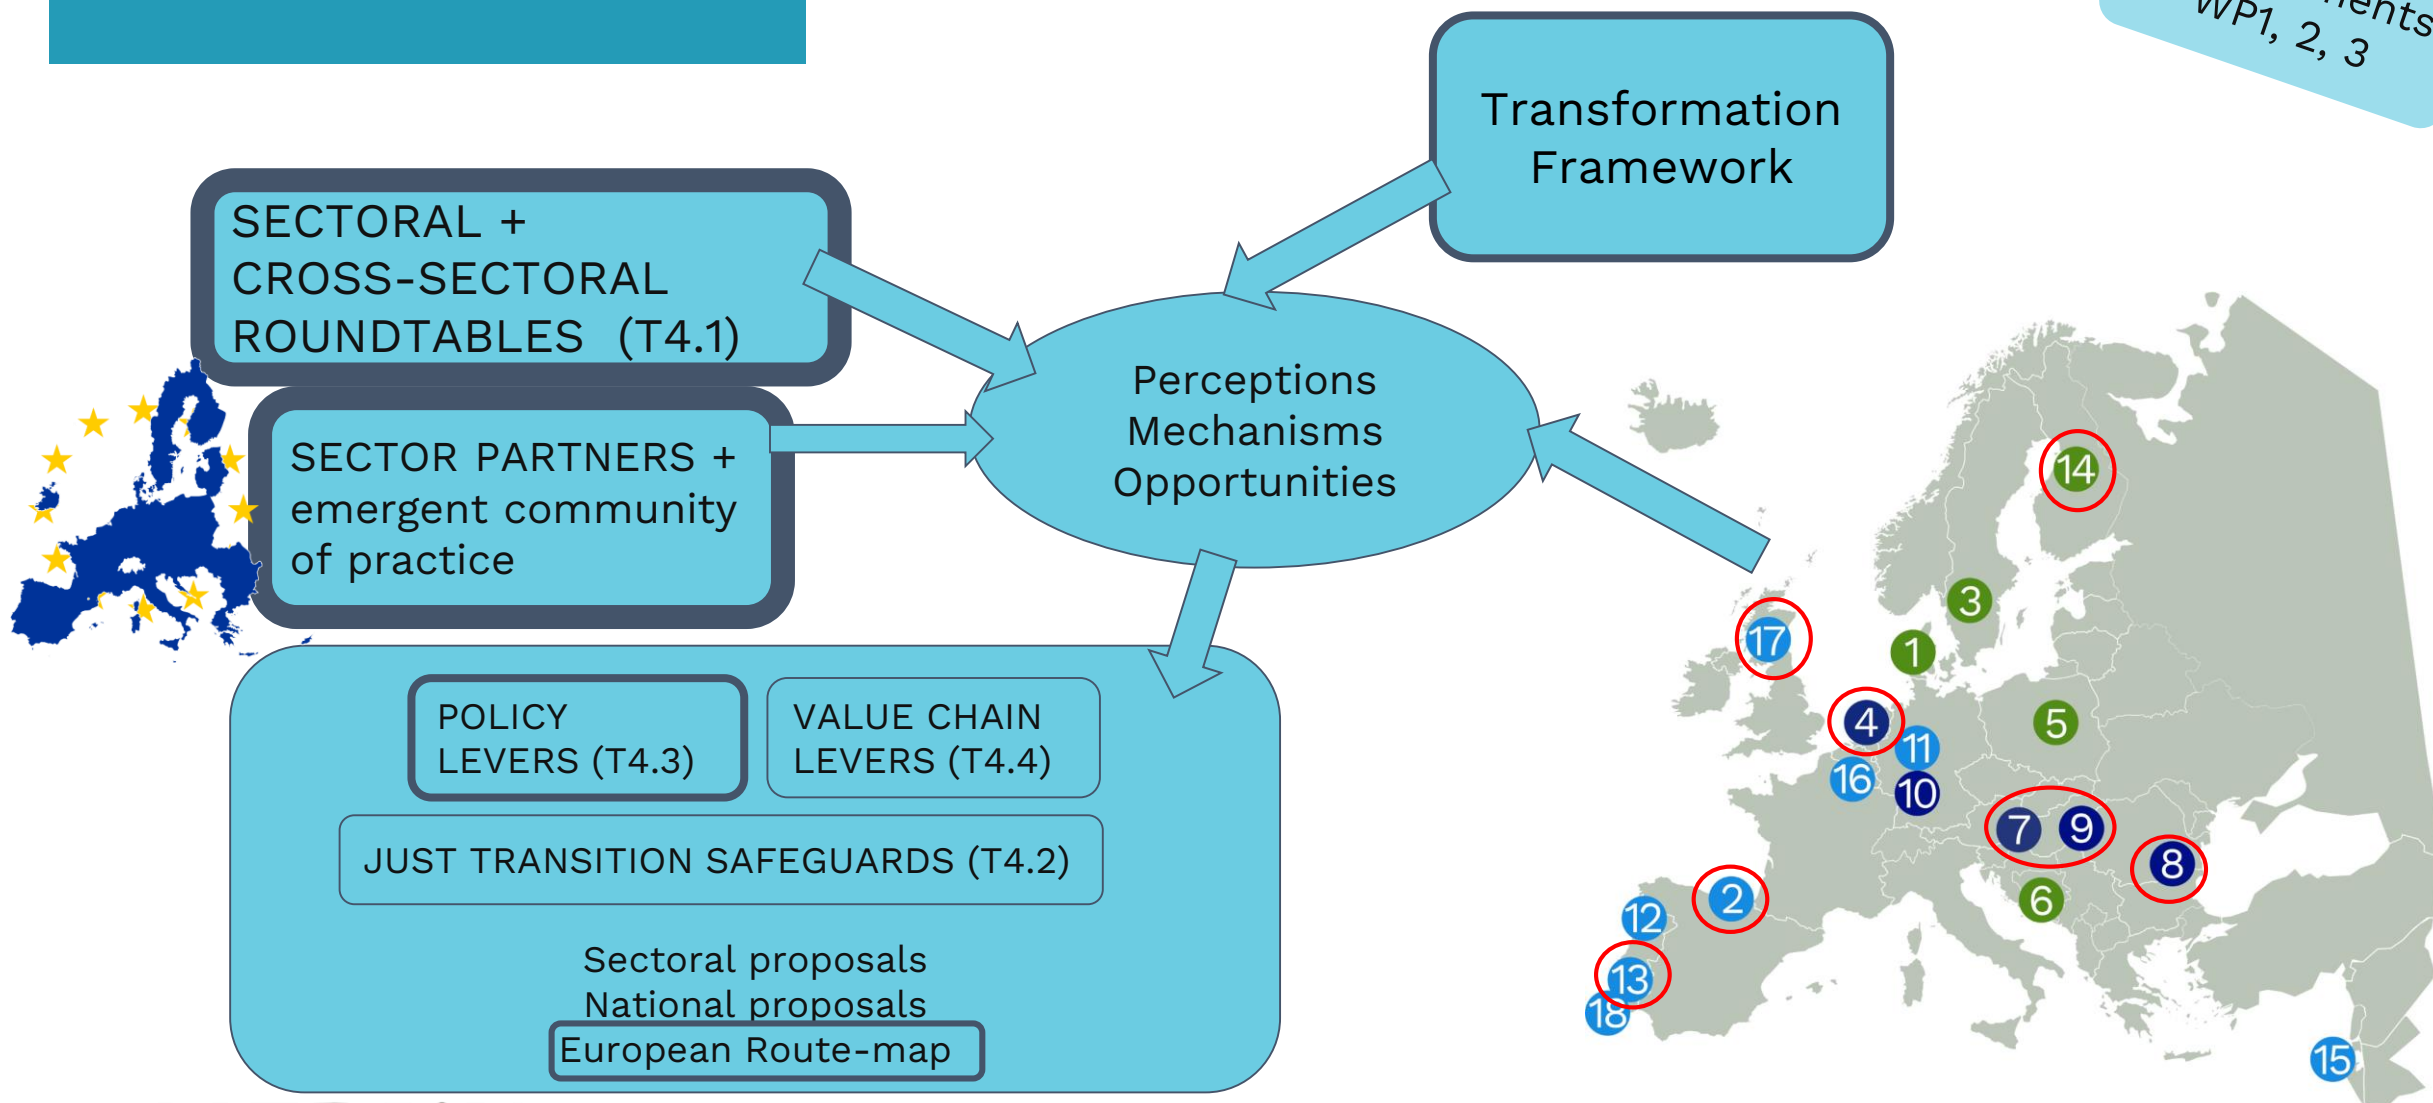 WP1, 2, 3
Transformation
Framework
SECTORAL +
CROSS-SECTORAL
ROUNDTABLES (T4.1)
Perceptions
Mechanisms
Opportunities
SECTOR PARTNERS +
emergent community
of practice
POLICY
LEVERS (T4.3)
VALUE CHAIN
LEVERS (T4.4)
JUST TRANSITION SAFEGUARDS (T4.2)
Sectoral proposals
National proposals
European Route-map
14
3
17
1
4
5
11
16
10
7
9
8
2
6
12
13
18
15